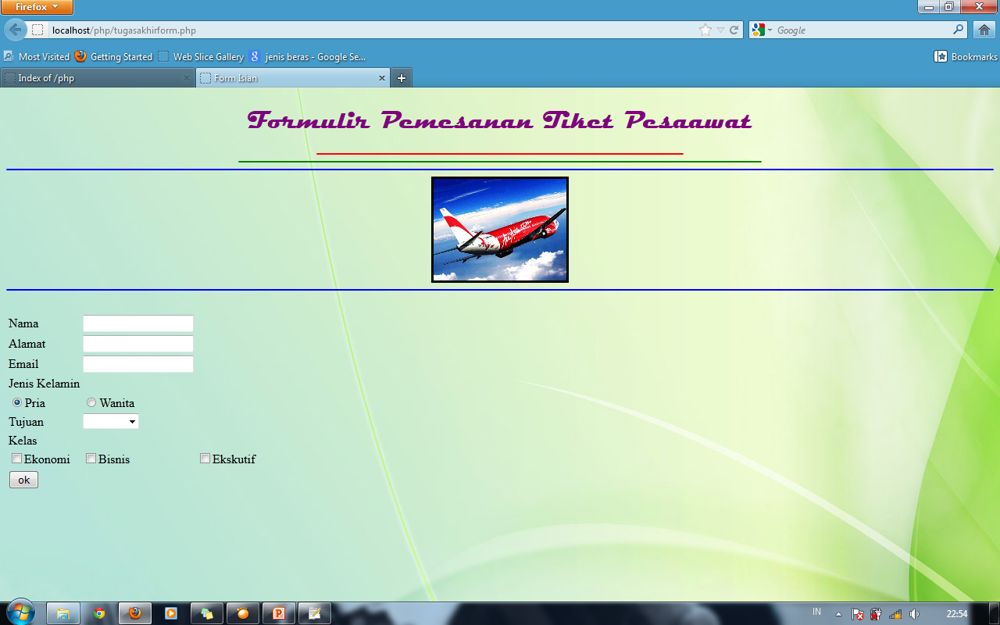 Firefox
localhost/php/tugasakhirform.php
Google
Most Visited Getting Started Web Slice Gallery jenis beras - Google Se... Bookmarks
Index of /php Form Isian
Formulir Pemesanan Tiket Pesaawat
AirAsia.com
Nama
Alamat
Email
Jenis Kelamin
Pria Wanita
Tujuan
Kelas
Ekonomi Bisnis Ekskutif
ok
IN 22:54